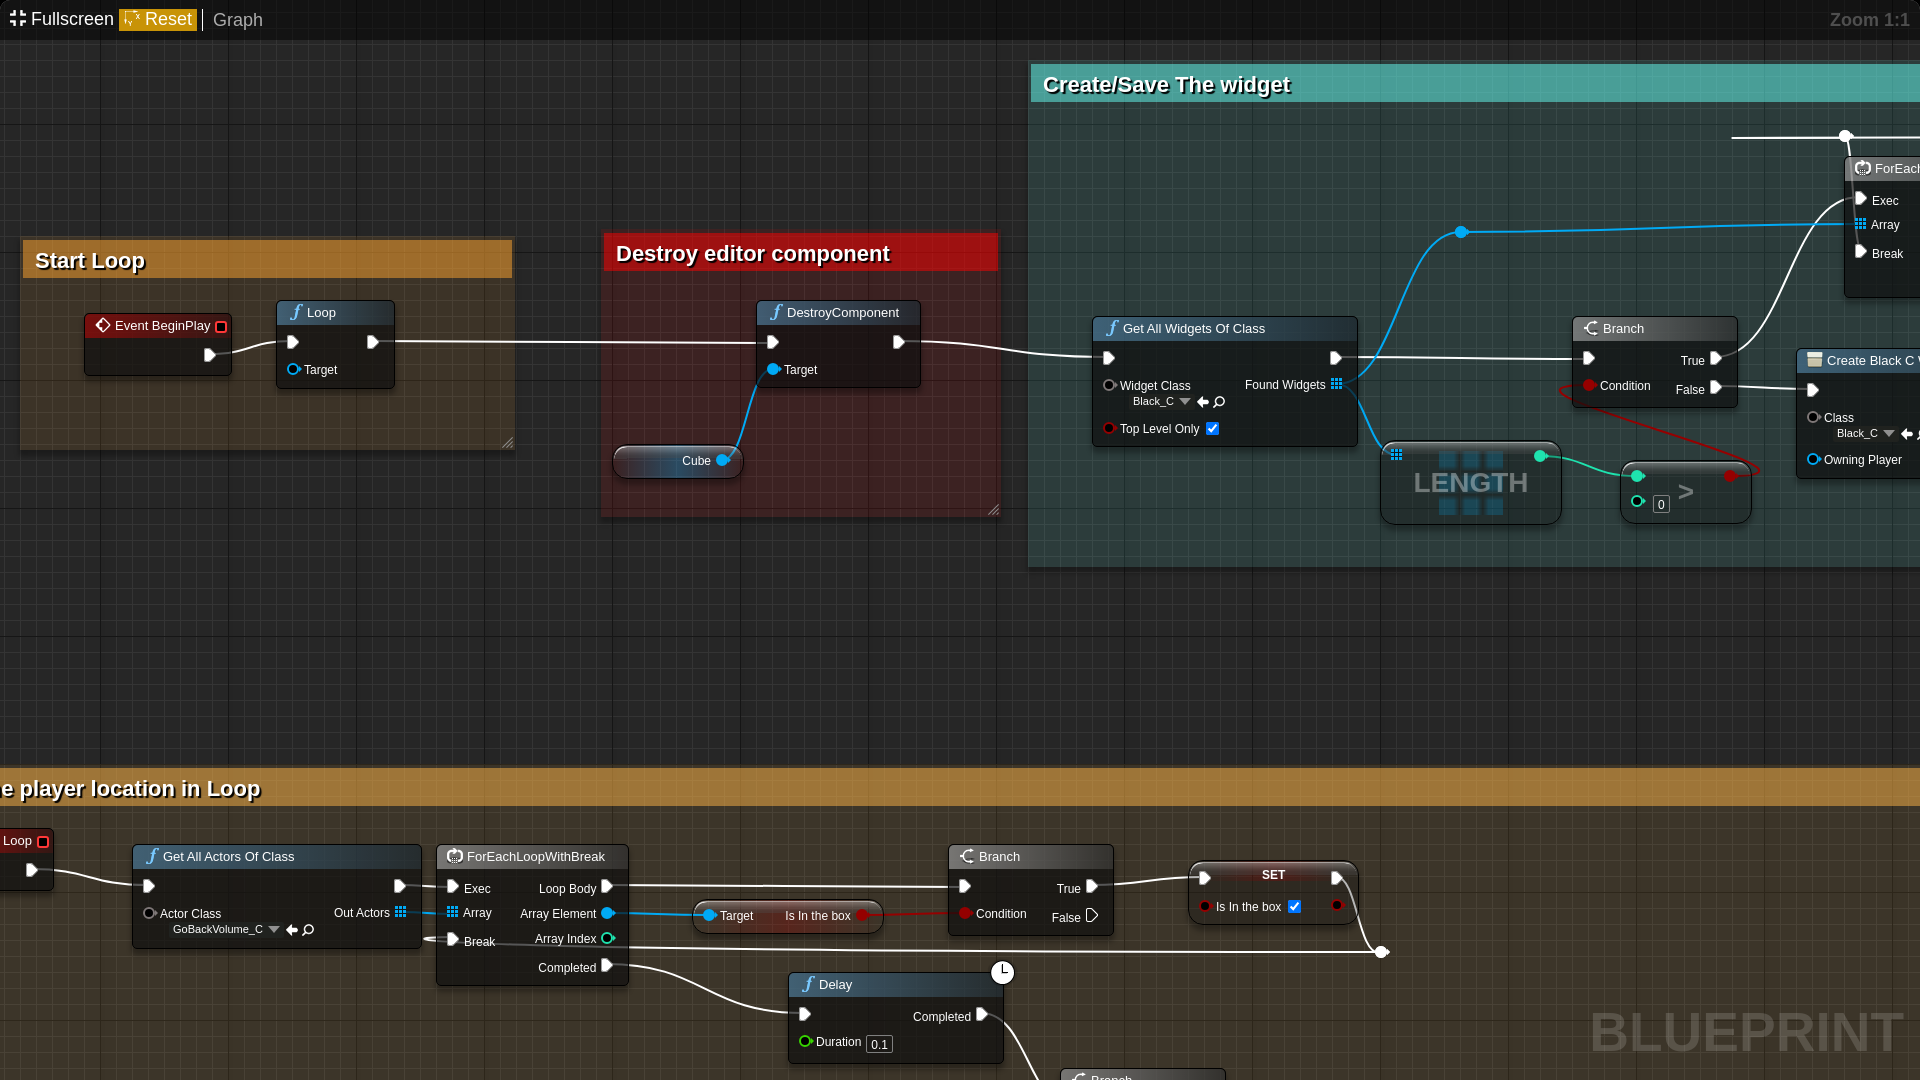 Fullscreen Reset Graph
Zoom 1:1
Create/Save The widget
Start Loop
Event BeginPlay
Loop
Target
Destroy editor component
DestroyComponent
Target
Cube
Get All Widgets Of Class
Widget Class
Black_C
Found Widgets
Top Level Only
LENGTH
0
>
Branch
True
Condition
False
ForEach
Exec
Array
Break
Create Black C
Class
Black_C
Owning Player
e player location in Loop
Loop
Get All Actors Of Class
Actor Class
GoBackVolume_C
Out Actors
ForEachLoopWithBreak
Exec
Loop Body
Array
Array Element
Break
Array Index
Completed
Target
Is In the box
Branch
True
Condition
False
SET
Is In the box
Delay
Completed
Duration 0.1
Branch
BLUEPRINT